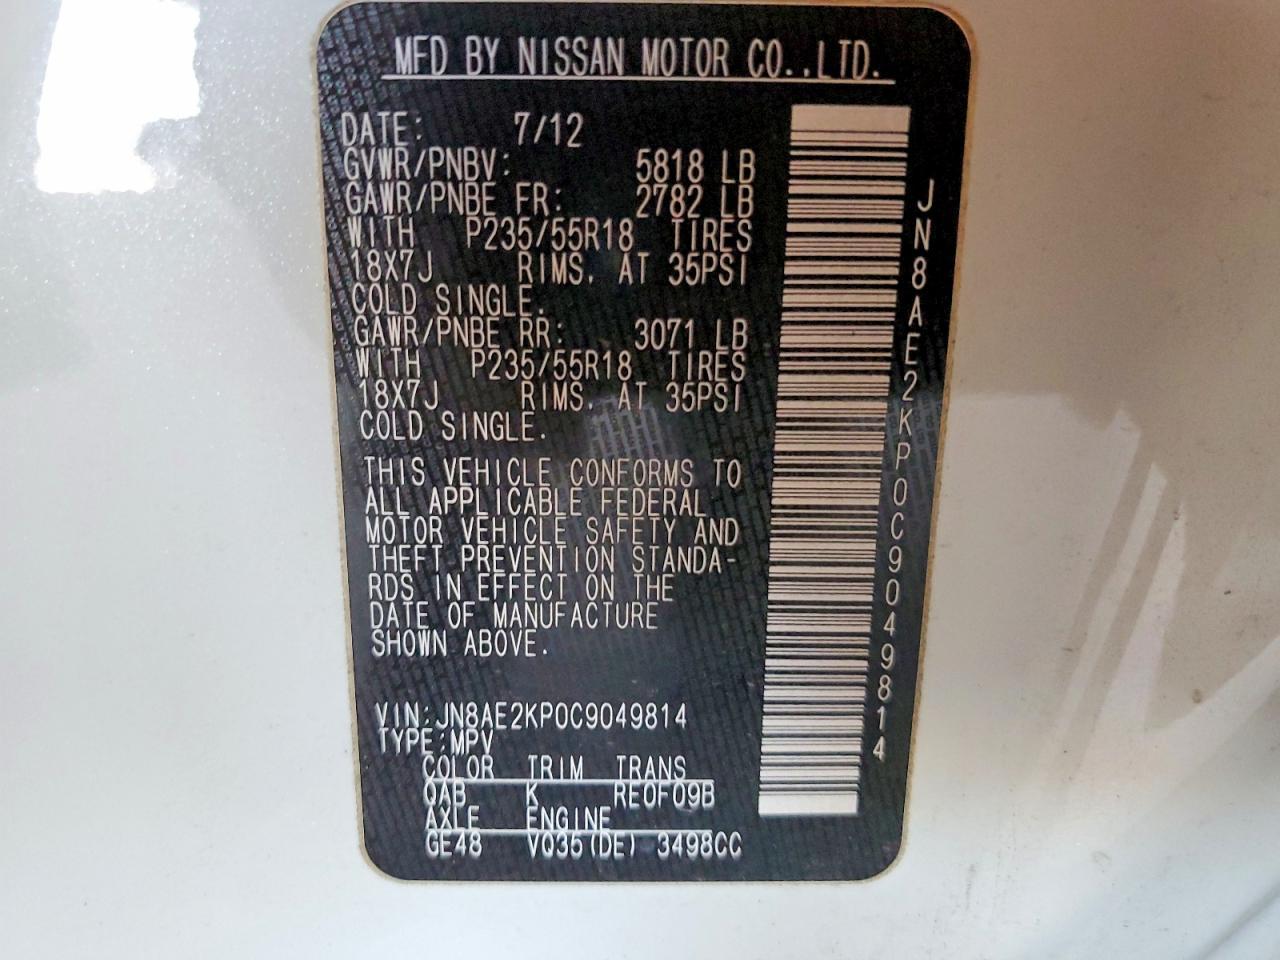 MFD BY NISSAN MOTOR CO.,LTD.
DATE: 7/12
GVWR/PNBV: 5818 LB
GAWR/PNBE FR: 2782 LB
WITH P235/55R18 TIRES
18X7J RIMS. AT 35PSI
COLD SINGLE.
GAWR/PNBE RR: 3071 LB
WITH P235/55R18 TIRES
18X7J RIMS. AT 35PSI
COLD SINGLE.
THIS VEHICLE CONFORMS TO
ALL APPLICABLE FEDERAL
MOTOR VEHICLE SAFETY AND
THEFT PREVENTION STANDA-
RDS IN EFFECT ON THE
DATE OF MANUFACTURE
SHOWN ABOVE.
VIN:JN8AE2KP0C9049814
TYPE:MPV
COLOR TRIM TRANS
QAB K RE0F09B
AXLE ENGINE
GE48 VQ35(DE) 3498CC
JN8AE2KP0C9049814